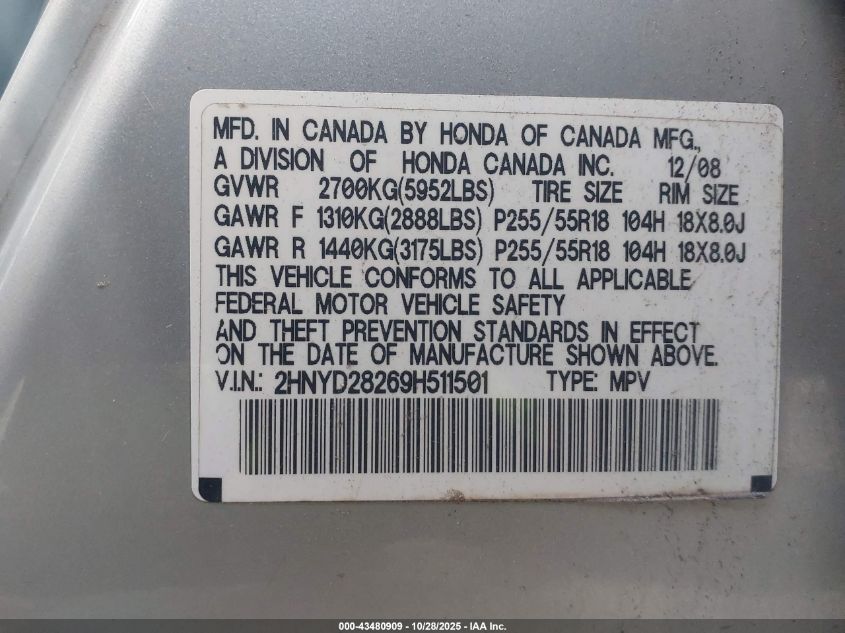 MFD. IN CANADA BY HONDA OF CANADA MFG.,
A DIVISION OF HONDA CANADA INC. 12/08
GVWR 2700KG(5952LBS) TIRE SIZE RIM SIZE
GAWR F 1310KG(2888LBS) P255/55R18 104H 18X8.0J
GAWR R 1440KG(3175LBS) P255/55R18 104H 18X8.0J
THIS VEHICLE CONFORMS TO ALL APPLICABLE
FEDERAL MOTOR VEHICLE SAFETY
AND THEFT PREVENTION STANDARDS IN EFFECT
ON THE DATE OF MANUFACTURE SHOWN ABOVE.
V.I.N.: 2HNYD28269H511501 TYPE: MPV
000-43480909 - 10/28/2025 - IAA Inc.